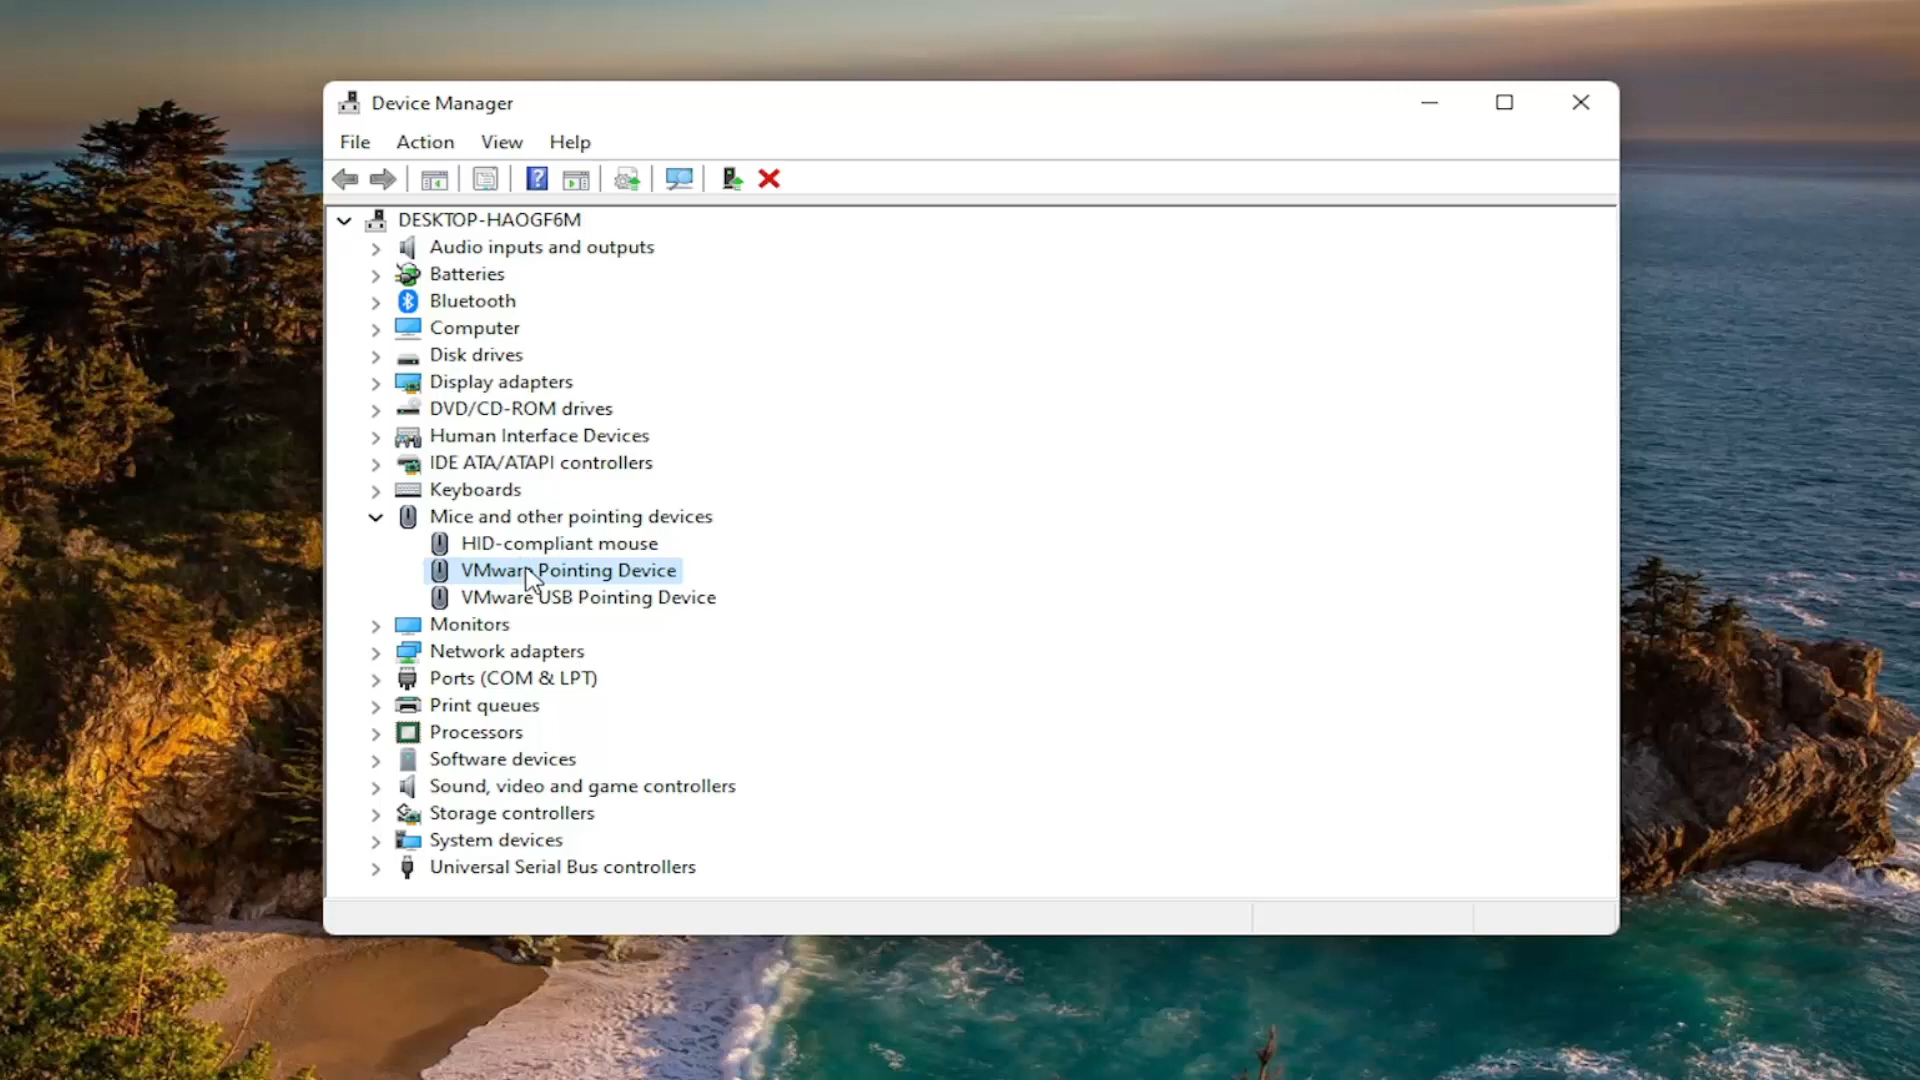 Device Manager
File Action View Help
DESKTOP-HAOGF6M
Audio inputs and outputs
Batteries
Bluetooth
Computer
Disk drives
Display adapters
DVD/CD-ROM drives
Human Interface Devices
IDE ATA/ATAPI controllers
Keyboards
Mice and other pointing devices
HID-compliant mouse
VMware Pointing Device
VMware USB Pointing Device
Monitors
Network adapters
Ports (COM & LPT)
Print queues
Processors
Software devices
Sound, video and game controllers
Storage controllers
System devices
Universal Serial Bus controllers